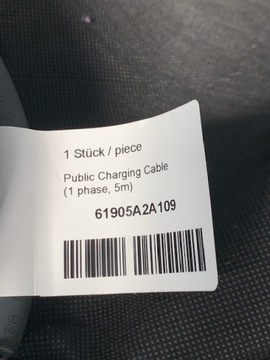 1 Stück / piece
Public Charging Cable
(1 phase, 5m)
61905A2A109